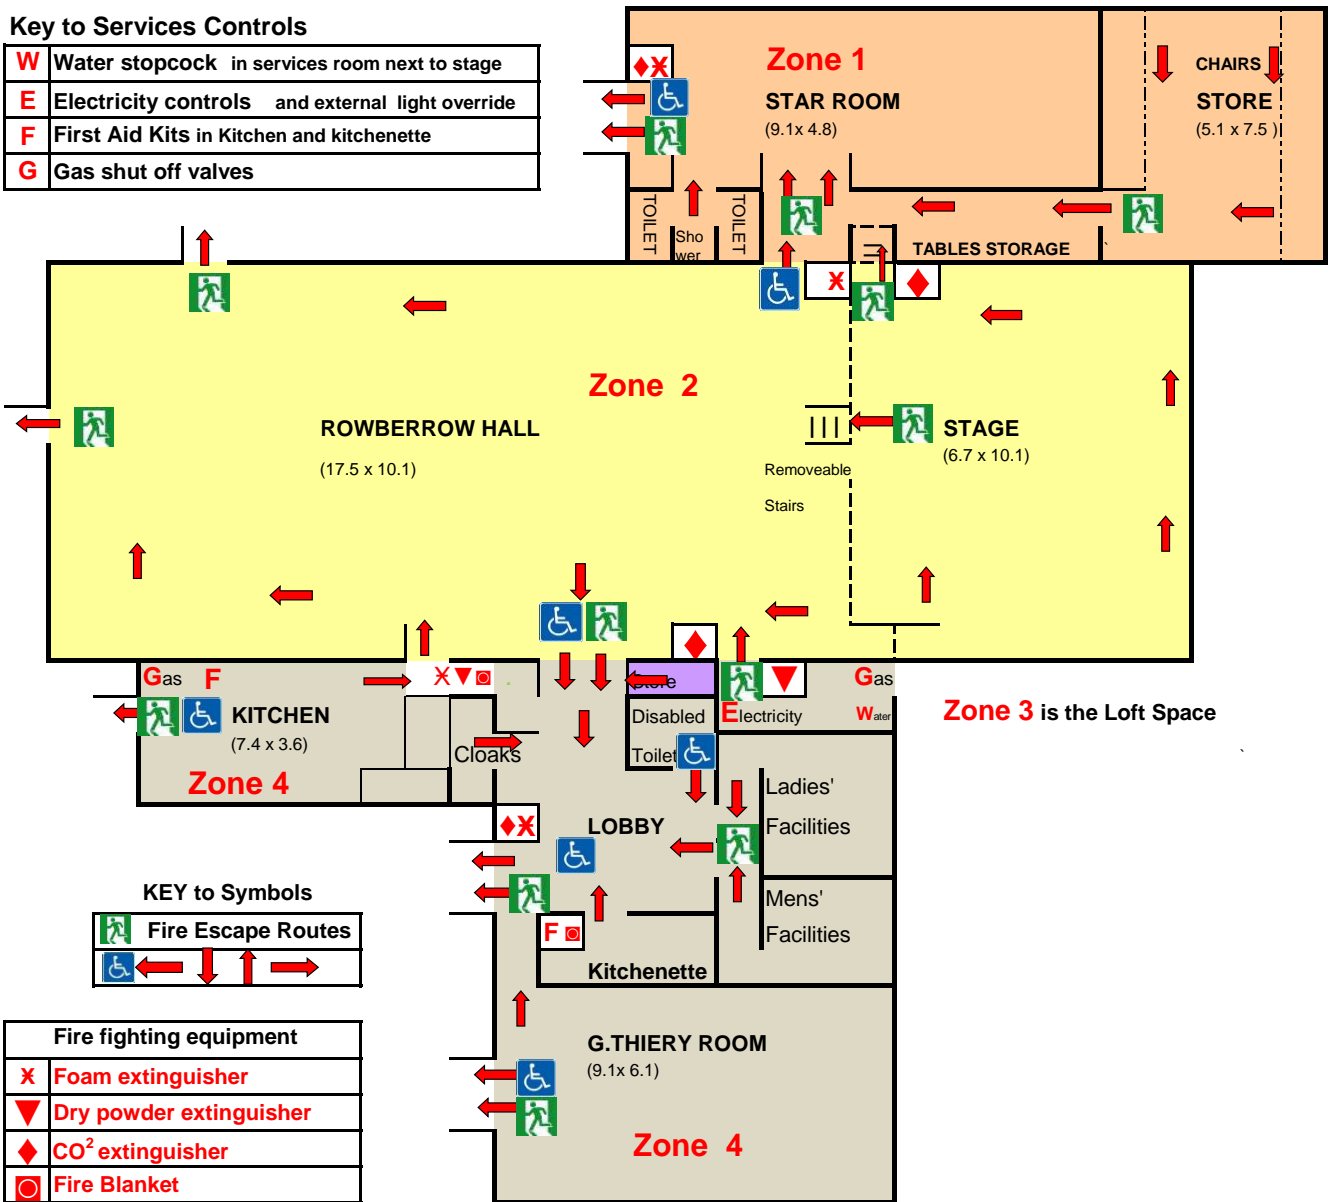 Key to Services Controls
W Water stopcock in services room next to stage
E Electricity controls and external light override
F First Aid Kits in Kitchen and kitchenette
G Gas shut off valves
Zone 1
STAR ROOM
(9.1x 4.8)
CHAIRS
STORE
(5.1 x 7.5 )
TOILET
Sho
wer
TOILET
TABLES STORAGE
Zone 2
ROWBERROW HALL
(17.5 x 10.1)
STAGE
(6.7 x 10.1)
Removeable
Stairs
Gas F
KITCHEN
(7.4 x 3.6)
Zone 4
Cloaks
Store
Disabled
Toilet
Electricity
Gas
Water
Zone 3 is the Loft Space
LOBBY
Ladies'
Facilities
Mens'
Facilities
F
Kitchenette
G.THIERY ROOM
(9.1x 6.1)
Zone 4
KEY to Symbols
Fire Escape Routes
Fire fighting equipment
Foam extinguisher
Dry powder extinguisher
CO² extinguisher
Fire Blanket